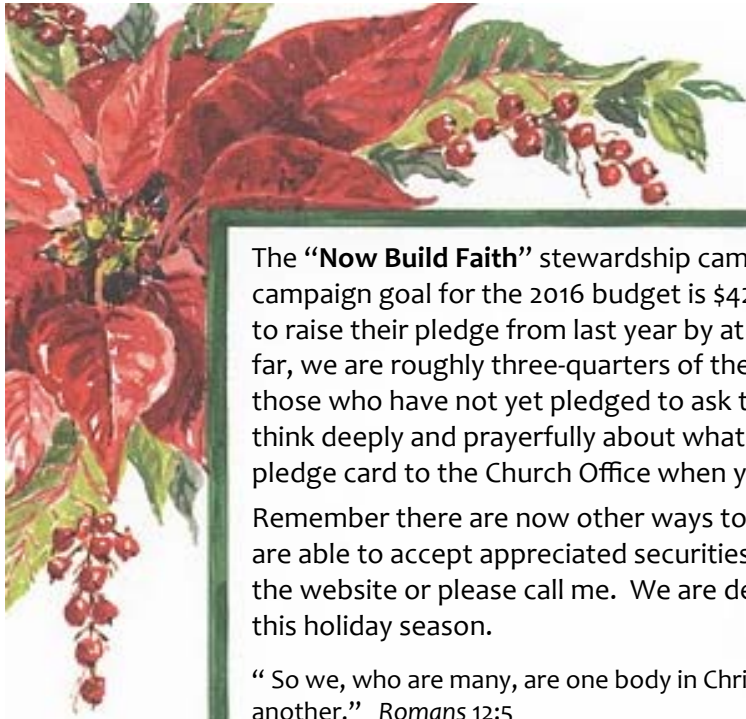 The “Now Build Faith” stewardship cam
campaign goal for the 2016 budget is $42
to raise their pledge from last year by at
far, we are roughly three-quarters of the
those who have not yet pledged to ask t
think deeply and prayerfully about what
pledge card to the Church Office when y
Remember there are now other ways to
are able to accept appreciated securities
the website or please call me. We are de
this holiday season.
“ So we, who are many, are one body in Chri
another.” Romans 12:5